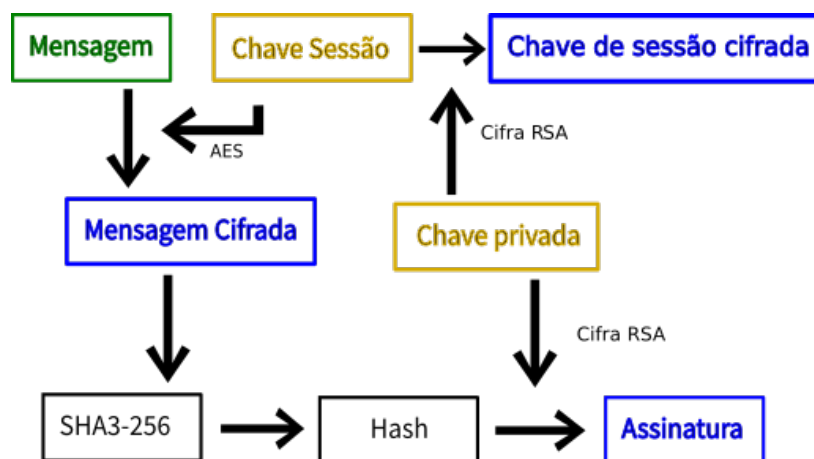 Mensagem
Chave Sessão
Chave de sessão cifrada
AES
Cifra RSA
Mensagem Cifrada
Chave privada
Cifra RSA
SHA3-256
Hash
Assinatura